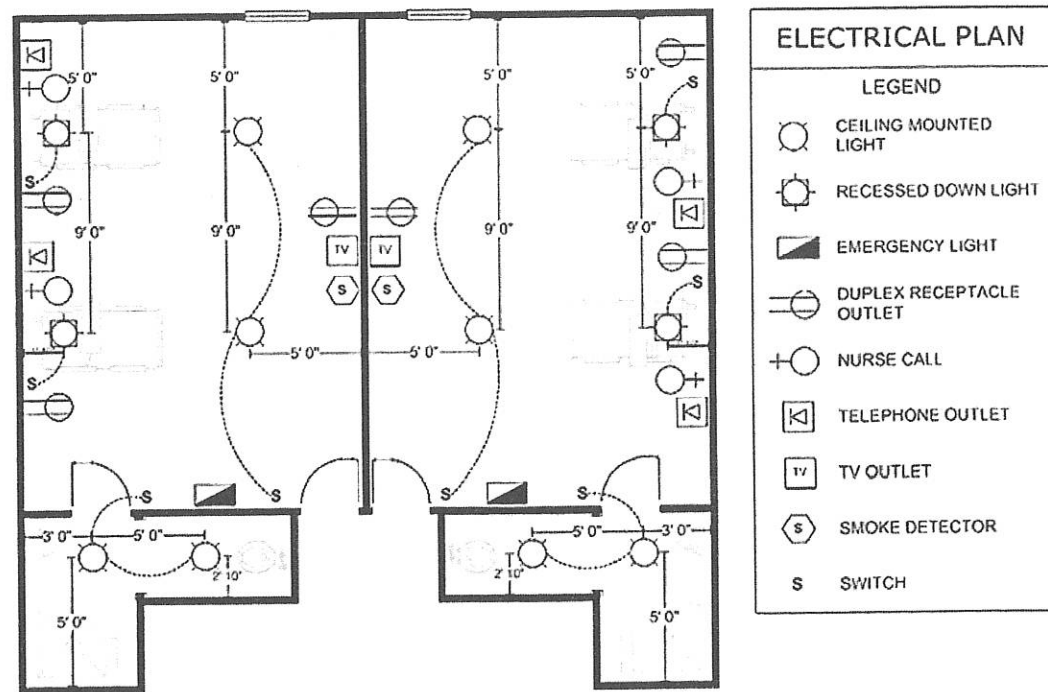 5' 0"
5' 0"
5' 0"
5' 0"
S
S
9' 0"
9' 0"
9' 0"
9' 0"
TV
TV
S
S
S
S
5' 0"
5' 0"
S
S
S
S
3' 0"
5' 0"
5' 0"
3' 0"
2' 10"
2' 10"
5' 0"
5' 0"
ELECTRICAL PLAN
LEGEND
CEILING MOUNTED
LIGHT
RECESSED DOWN LIGHT
EMERGENCY LIGHT
DUPLEX RECEPTACLE
OUTLET
NURSE CALL
TELEPHONE OUTLET
TV
TV OUTLET
S
SMOKE DETECTOR
S
SWITCH